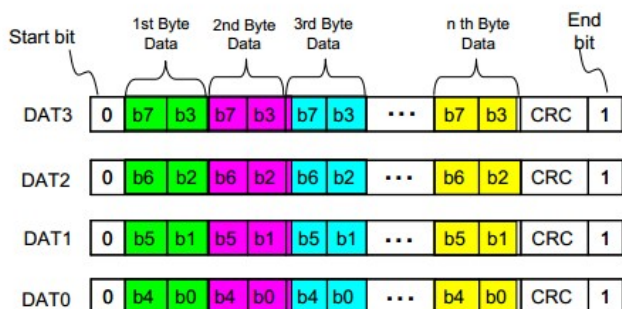 Start bit
1st Byte Data
2nd Byte Data
3rd Byte Data
n th Byte Data
End bit
DAT3 0 b7 b3 b7 b3 b7 b3 ... b7 b3 CRC 1
DAT2 0 b6 b2 b6 b2 b6 b2 ... b6 b2 CRC 1
DAT1 0 b5 b1 b5 b1 b5 b1 ... b5 b1 CRC 1
DAT0 0 b4 b0 b4 b0 b4 b0 ... b4 b0 CRC 1